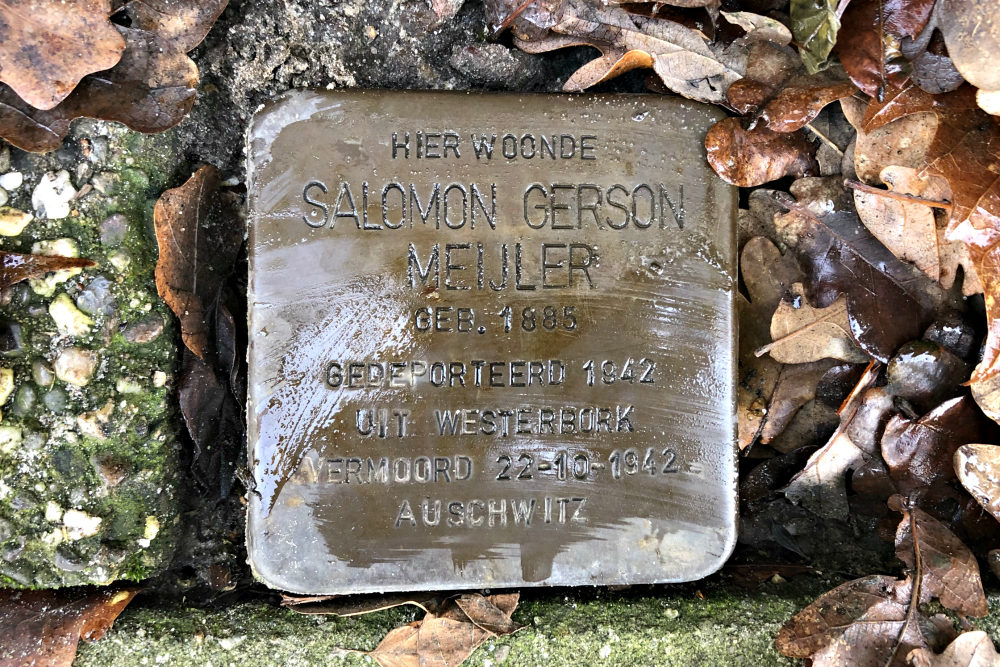 HIER WOONDE
SALOMON GERSON
MEIJLER
GEB. 1885
GEDEPORTEERD 1942
UIT WESTERBORK
VERMOORD 22-10-1942
AUSCHWITZ